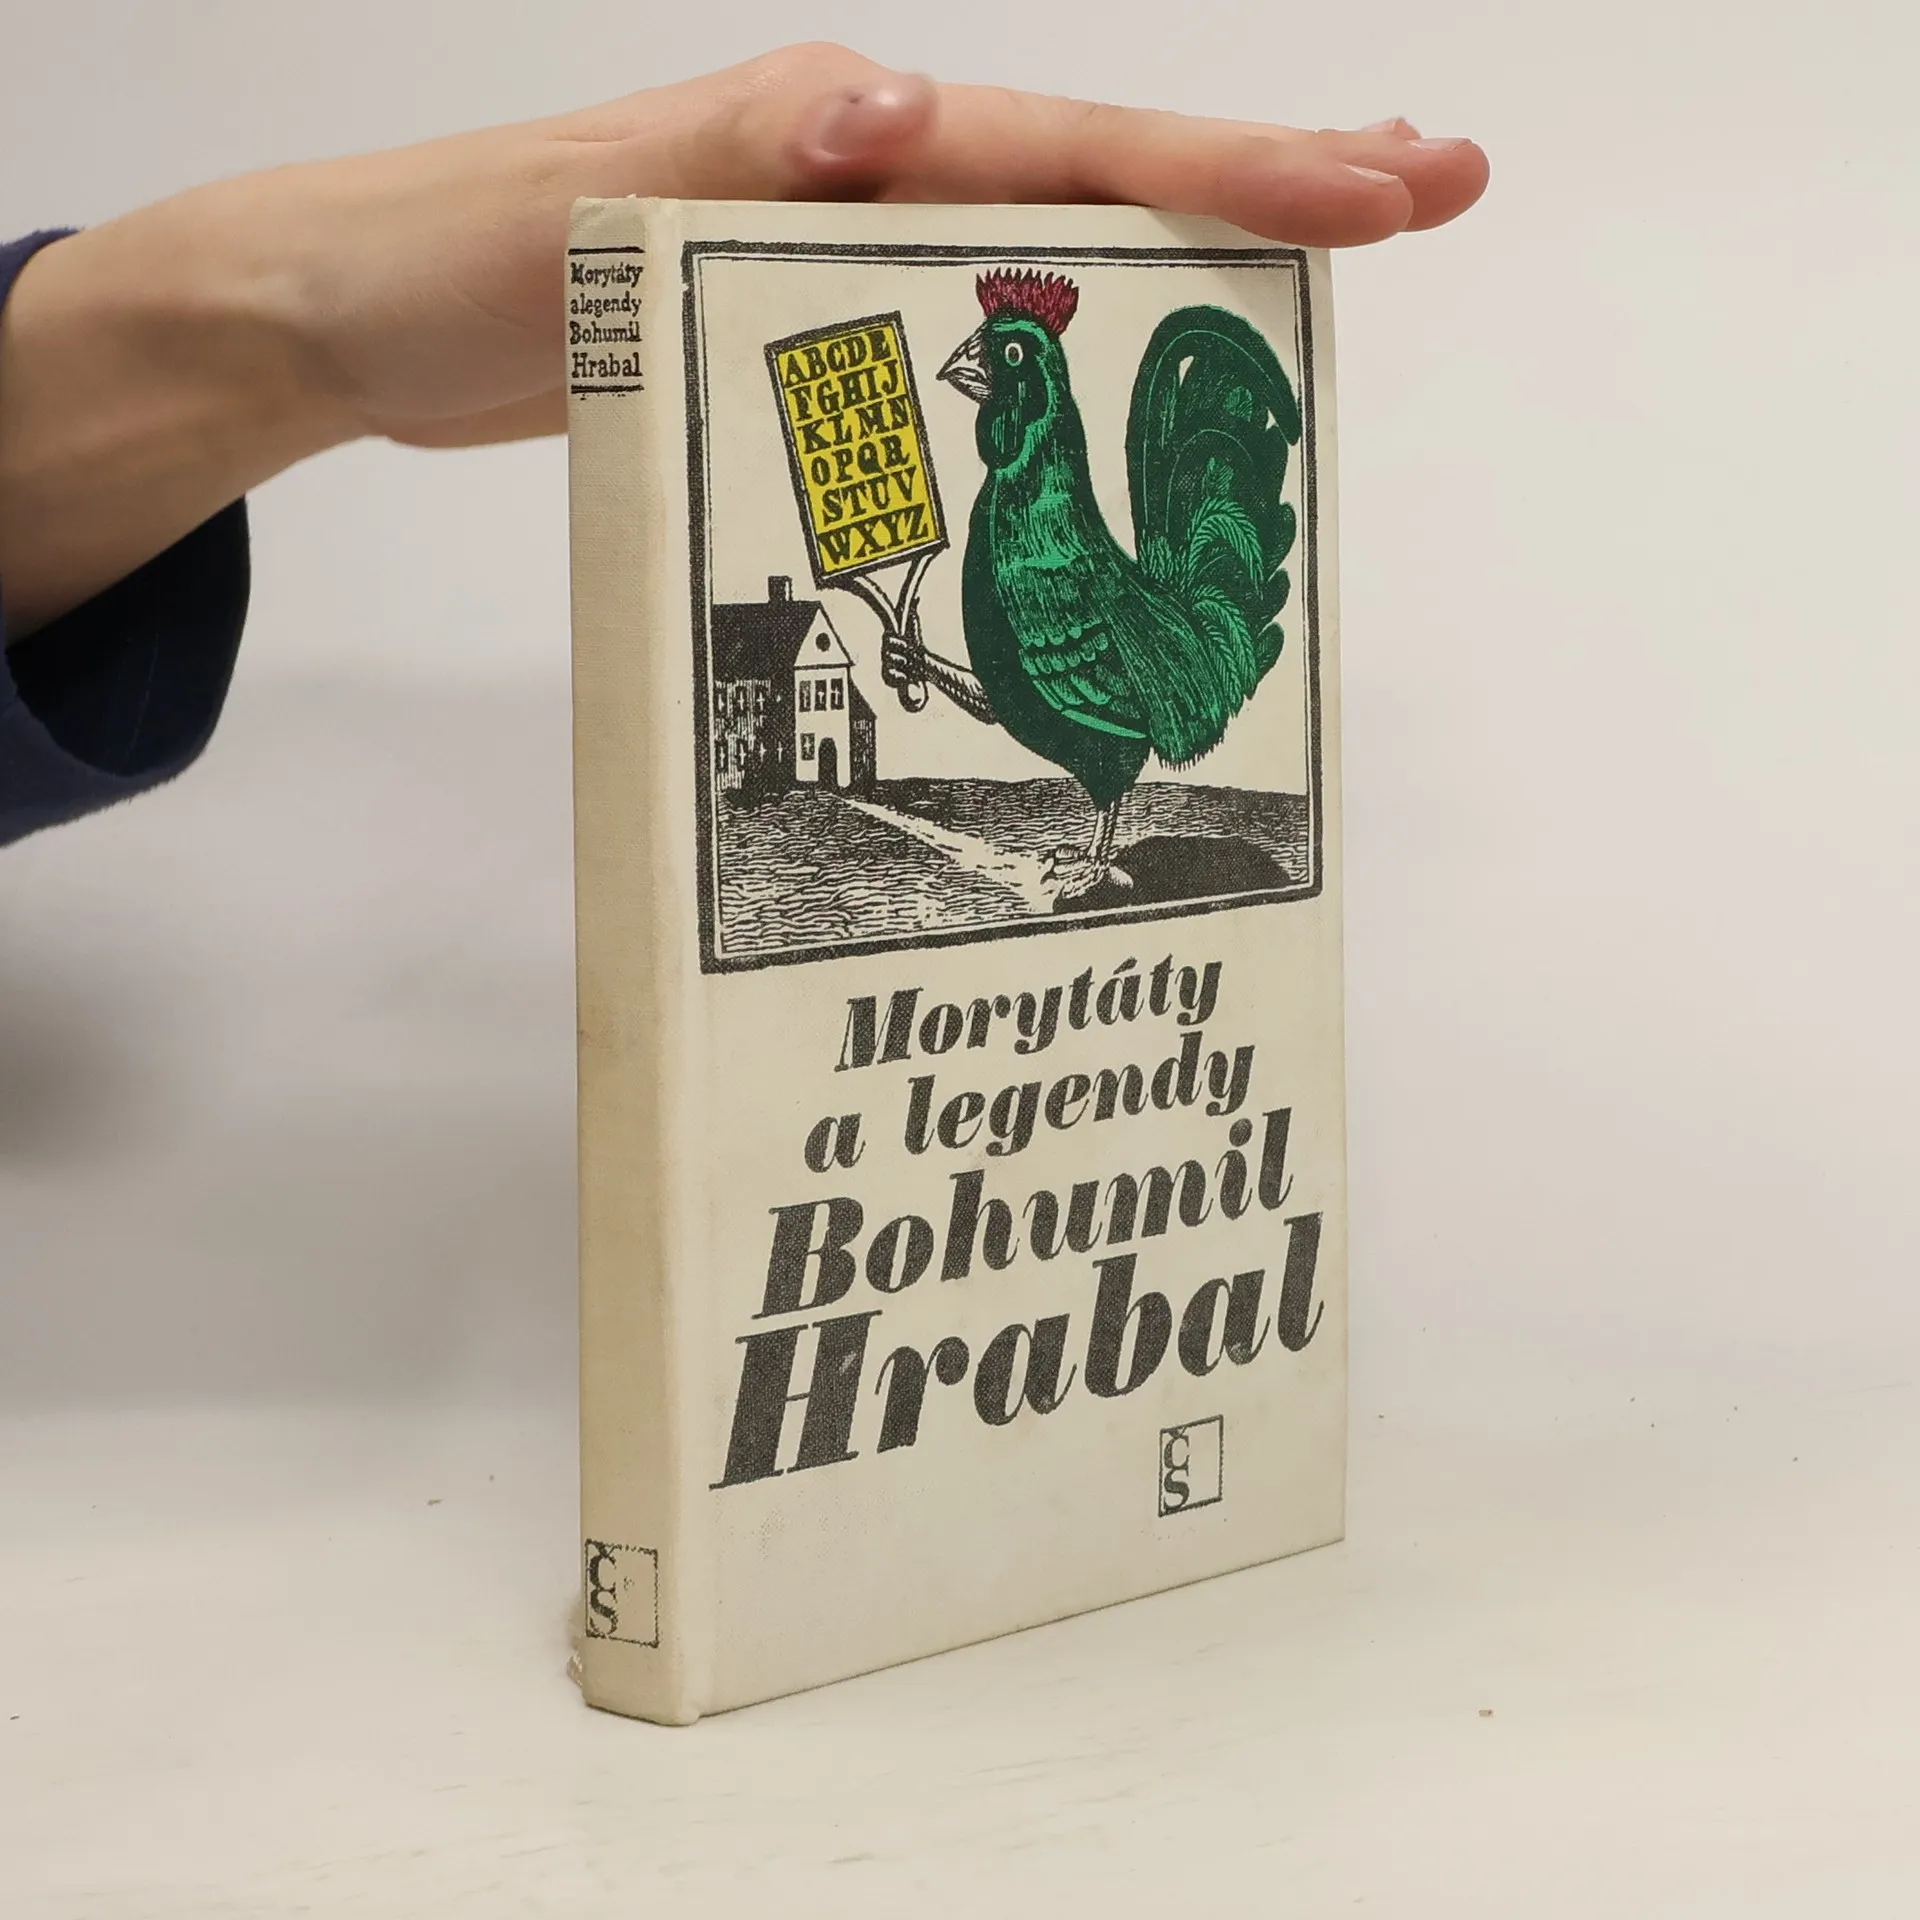 Morytáty
a legendy
Bohumil
Hrabal
ČS
ABCDE
FGHIJ
KLMN
OPQR
STUV
WXYZ
Morytáty
a legendy
Bohumil
Hrabal
ČS